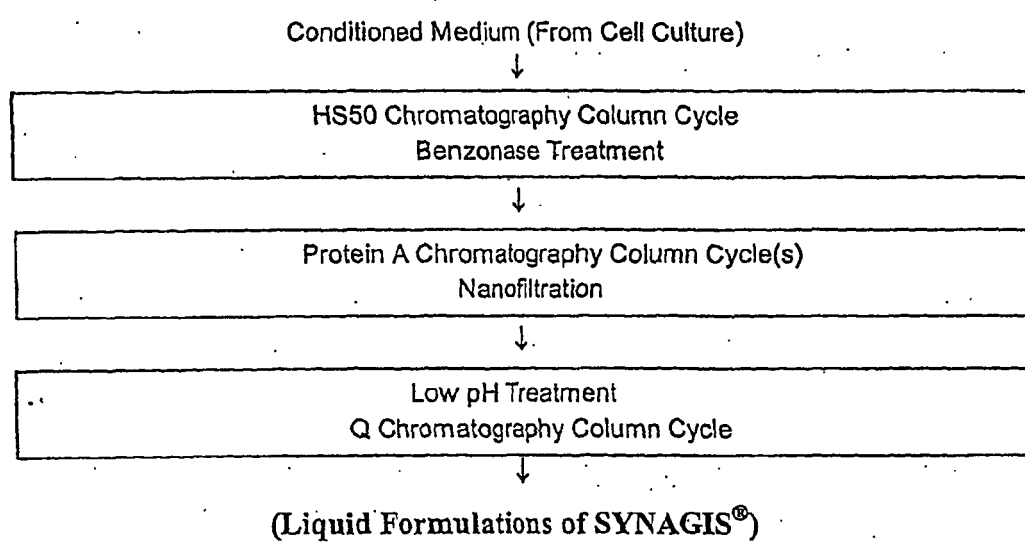 Conditioned Medium (From Cell Culture)
↓
HS50 Chromatography Column Cycle
Benzonase Treatment
↓
Protein A Chromatography Column Cycle(s)
Nanofiltration
↓
Low pH Treatment
Q Chromatography Column Cycle
↓
(Liquid Formulations of SYNAGIS®)